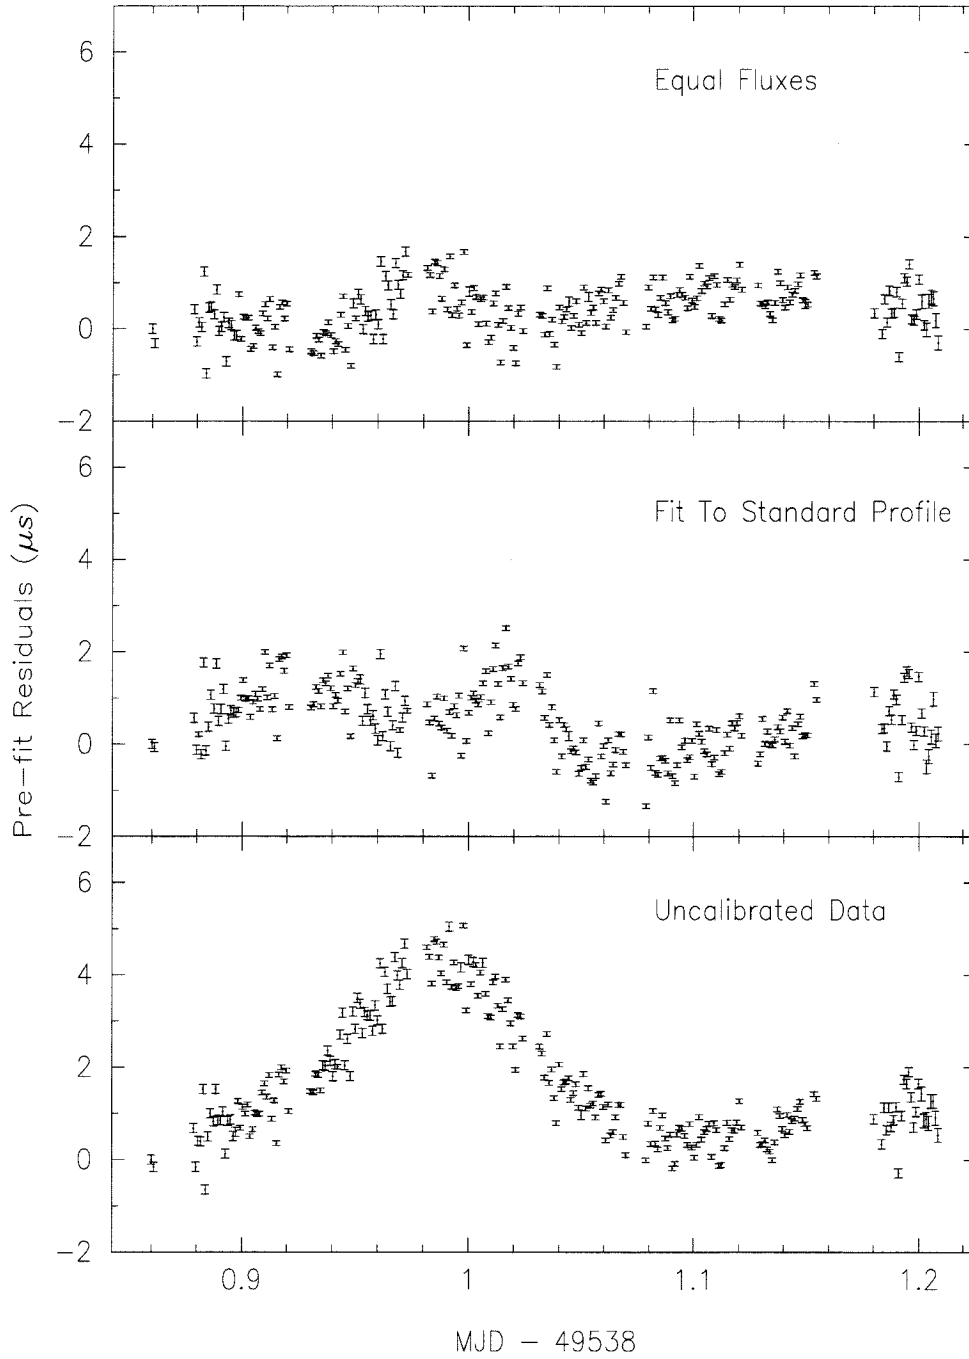 6
Equal Fluxes
4
2
0
−2
6
Fit To Standard Profile
4
2
0
−2
6
Uncalibrated Data
4
2
0
−2
Pre−fit Residuals (μs)
0.9 1 1.1 1.2
MJD − 49538